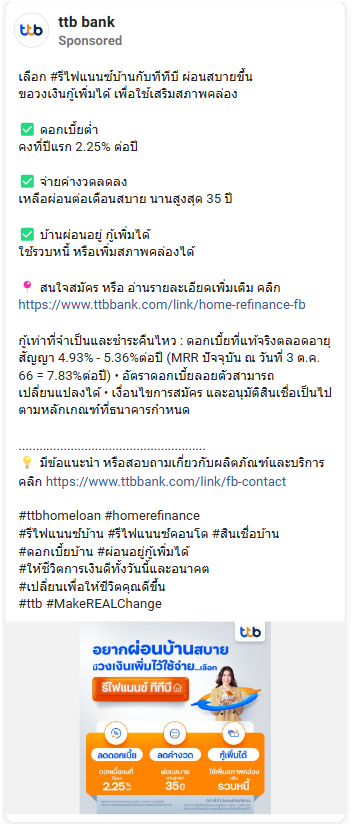 ttb bank
Sponsored
เลือก #รีไฟแนนซ์บ้านกับทีทีบี ผ่อนสบายขึ้น
ขอวงเงินกู้เพิ่มได้ เพื่อใช้เสริมสภาพคล่อง
✅ ดอกเบี้ยต่ำ
คงที่ปีแรก 2.25% ต่อปี
✅ จ่ายค่างวดลดลง
เหลือผ่อนต่อเดือนสบาย นานสูงสุด 35 ปี
✅ บ้านผ่อนอยู่ กู้เพิ่มได้
ใช้รวบหนี้ หรือเพิ่มสภาพคล่องได้
📍 สนใจสมัคร หรือ อ่านรายละเอียดเพิ่มเติม คลิก
https://www.ttbbank.com/link/home-refinance-fb
กู้เท่าที่จำเป็นและชำระคืนไหว : ดอกเบี้ยที่แท้จริงตลอดอายุ
สัญญา 4.93% - 5.36%ต่อปี (MRR ปัจจุบัน ณ วันที่ 3 ต.ค.
66 = 7.83%ต่อปี) • อัตราดอกเบี้ยลอยตัวสามารถ
เปลี่ยนแปลงได้ • เงื่อนไขการสมัคร และอนุมัติสินเชื่อเป็นไป
ตามหลักเกณฑ์ที่ธนาคารกำหนด
......................................................
💡 มีข้อแนะนำ หรือสอบถามเกี่ยวกับผลิตภัณฑ์และบริการ
คลิก https://www.ttbbank.com/link/fb-contact
#ttbhomeloan #homerefinance
#รีไฟแนนซ์บ้าน #รีไฟแนนซ์คอนโด #สินเชื่อบ้าน
#ดอกเบี้ยบ้าน #ผ่อนอยู่กู้เพิ่มได้
#ให้ชีวิตการเงินดีทั้งวันนี้และอนาคต
#เปลี่ยนเพื่อให้ชีวิตคุณดีขึ้น
#ttb #MakeREALChange
ttb
อยากผ่อนบ้านสบาย
มีวงเงินเพิ่มไว้ใช้จ่าย...เลือก
รีไฟแนนซ์ ทีทีบี
ลดดอกเบี้ย ลดค่างวด กู้เพิ่มได้
ดอกเบี้ยคงที่ ผ่อนสบาย ใช้เพิ่มสภาพคล่อง
2.25% 35 ปี รวบหนี้